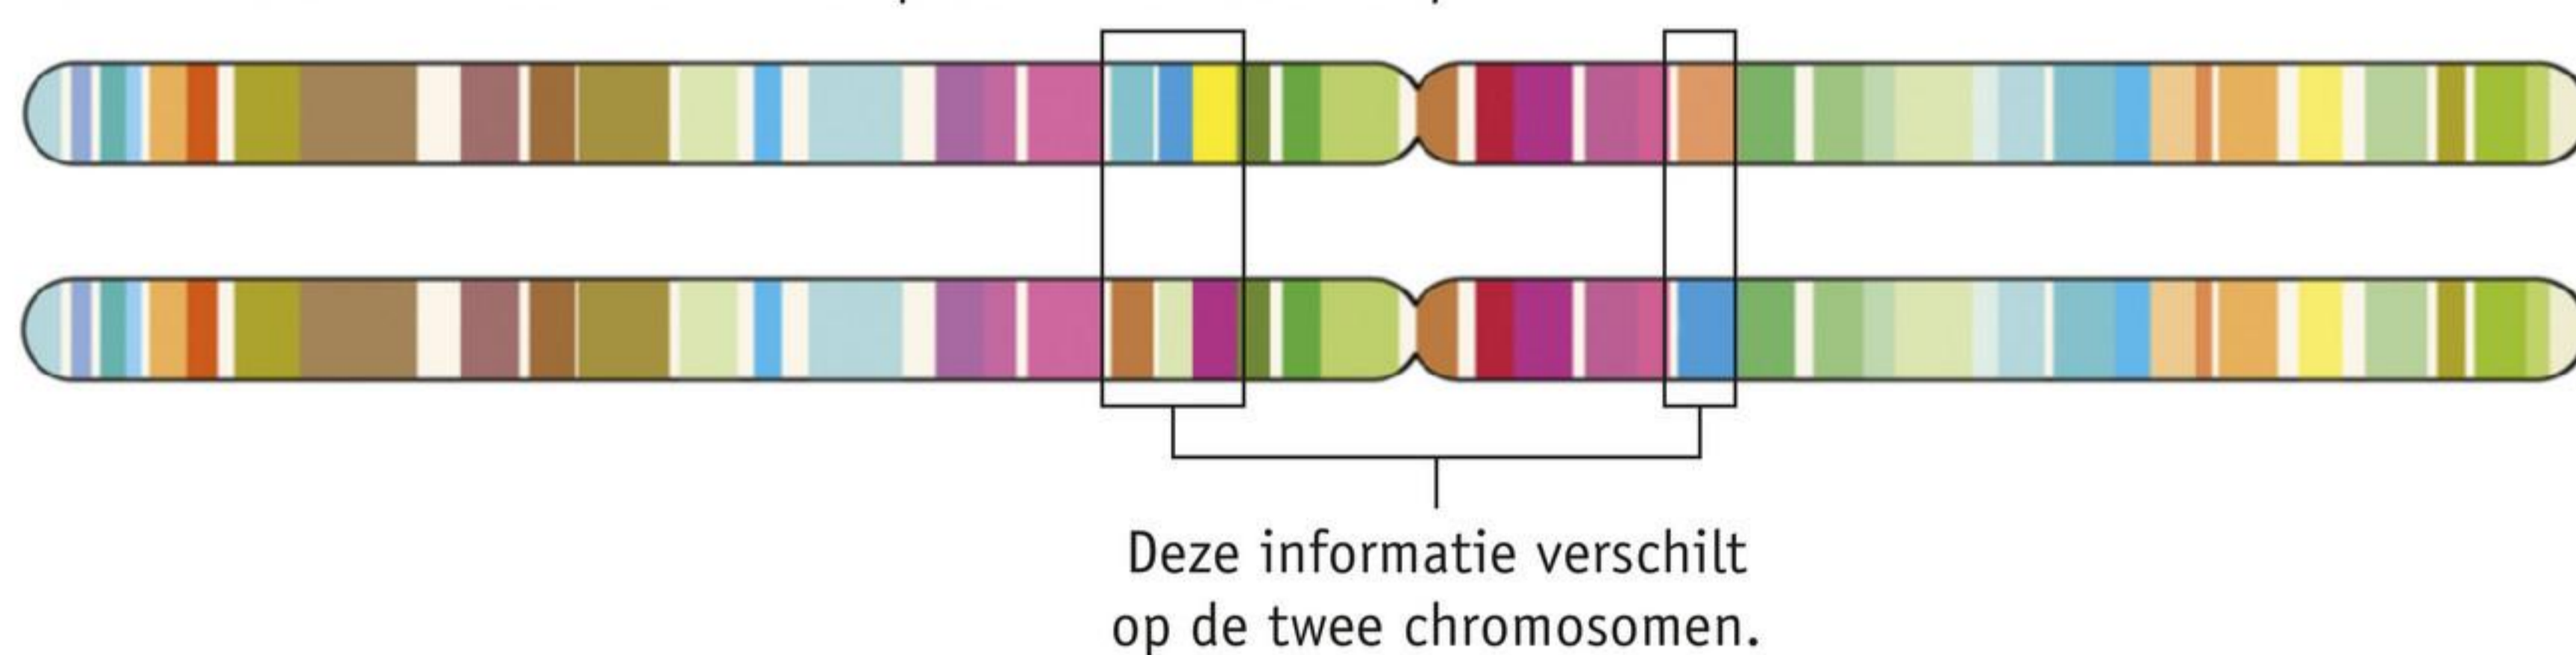 Deze informatie verschilt
op de twee chromosomen.